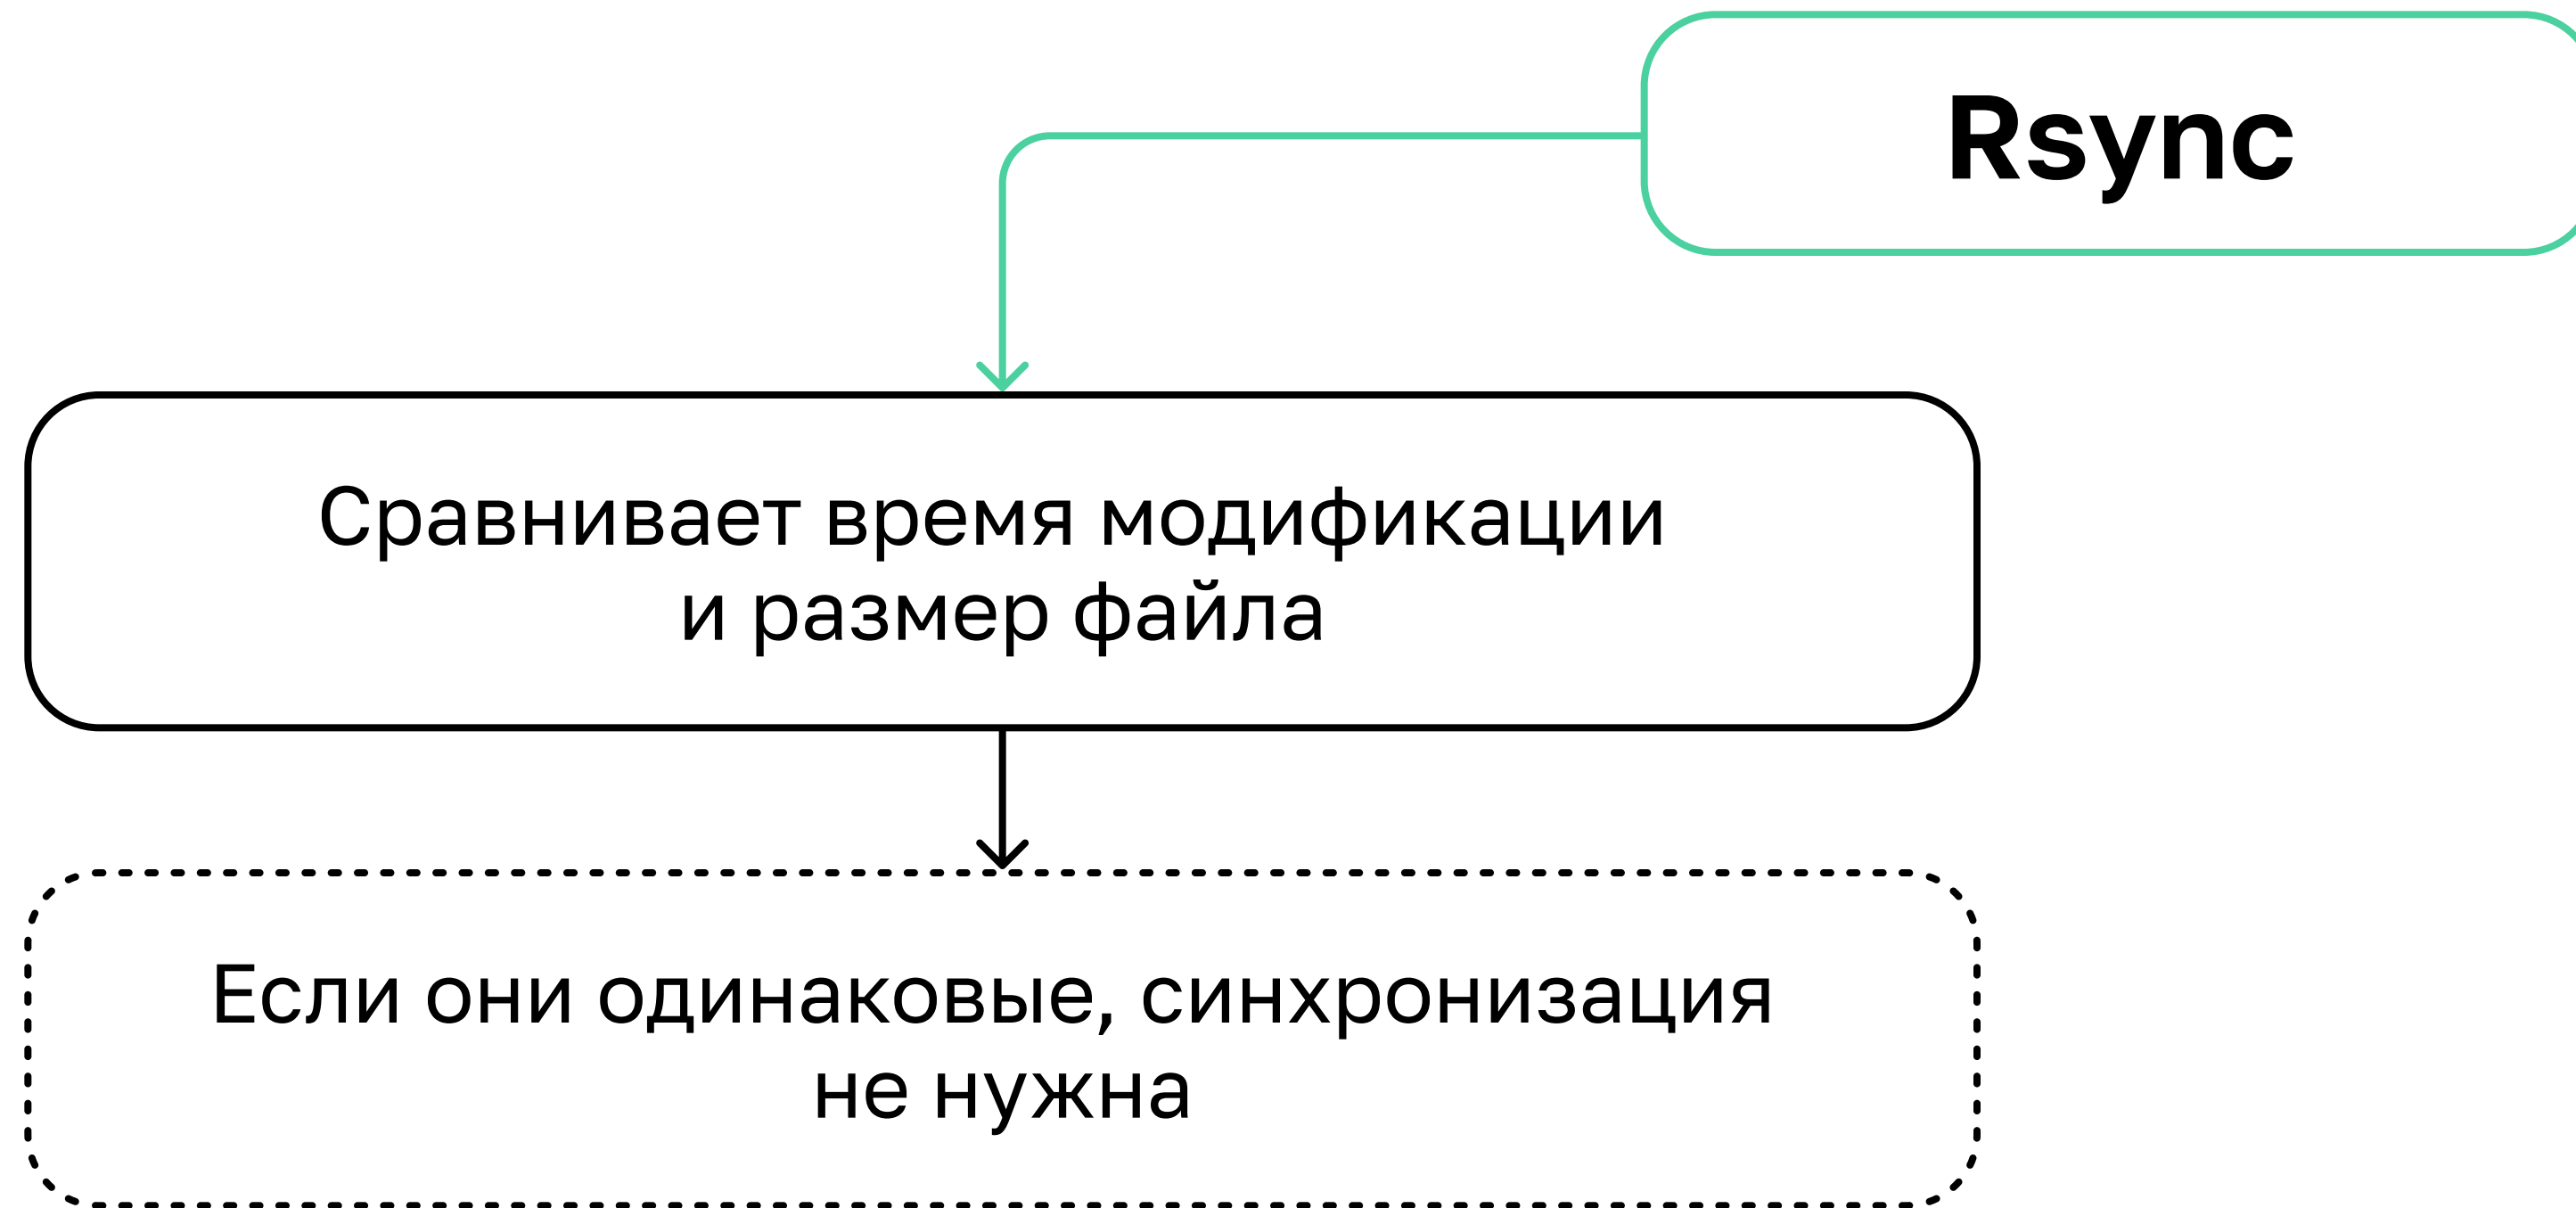 Rsync
Сравнивает время модификации
и размер файла
Если они одинаковые, синхронизация
не нужна